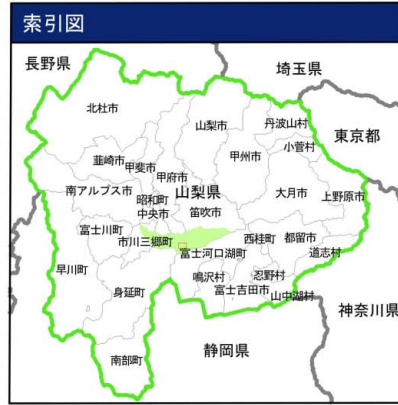 索引図
長野県
埼玉県
北杜市
山梨市
丹波山村
東京都
小菅村
韮崎市
甲斐市
甲府市
甲州市
山梨県
南アルプス市
昭和町
中央市
笛吹市
大月市
上野原市
富士川町
市川三郷町
西桂町
都留市
富士河口湖町
道志村
早川町
鳴沢村
忍野村
身延町
富士吉田市
山中湖村
神奈川県
静岡県
南部町